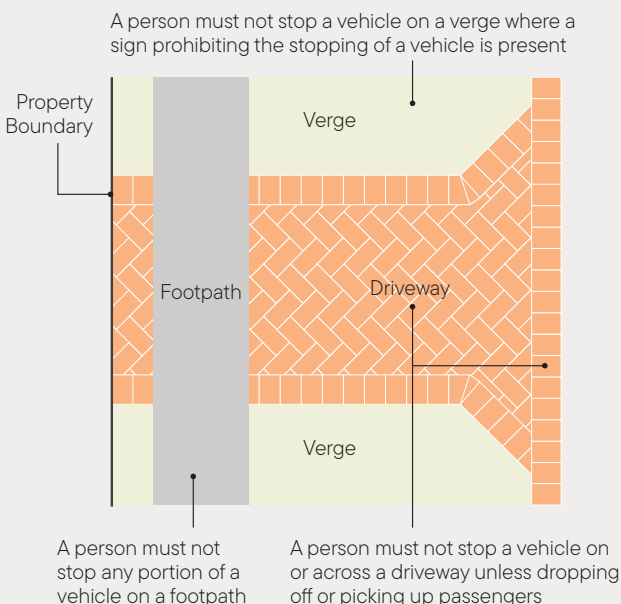 A person must not stop a vehicle on a verge where a
sign prohibiting the stopping of a vehicle is present
Property
Boundary
Verge
Footpath
Driveway
Verge
A person must not
stop any portion of a
vehicle on a footpath
A person must not stop a vehicle on
or across a driveway unless dropping
off or picking up passengers